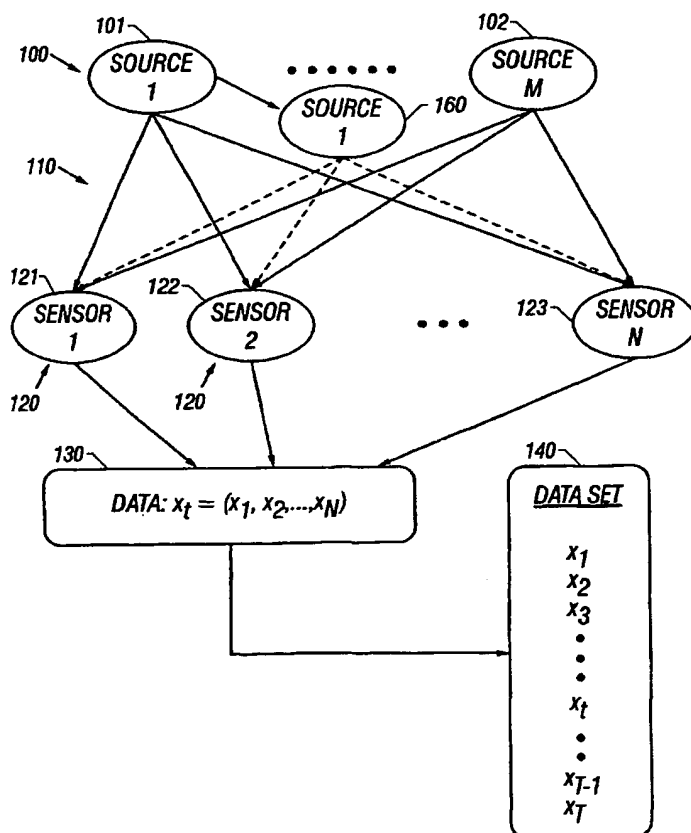 101
102
100
SOURCE
1
• • • • • •
SOURCE
M
SOURCE
1
160
110
121
SENSOR
1
122
SENSOR
2
• • •
123
SENSOR
N
120
120
130
DATA: x_t = (x_1, x_2,...,x_N)
140
DATA SET
x_1
x_2
x_3
•
•
•
x_t
•
•
x_T-1
x_T